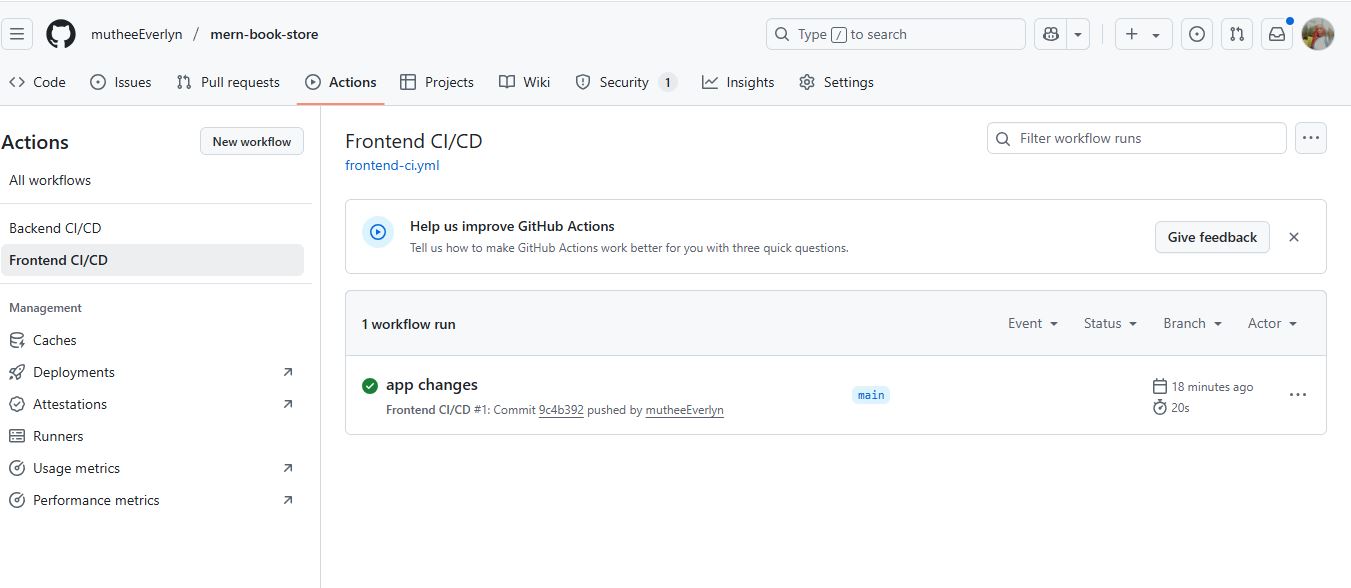 mutheeEverlyn / mern-book-store
Type / to search
Code Issues Pull requests Actions Projects Wiki Security 1 Insights Settings
Actions
New workflow
All workflows
Backend CI/CD
Frontend CI/CD
Management
Caches
Deployments
Attestations
Runners
Usage metrics
Performance metrics
Frontend CI/CD
frontend-ci.yml
Filter workflow runs
Help us improve GitHub Actions
Tell us how to make GitHub Actions work better for you with three quick questions.
Give feedback
1 workflow run
Event Status Branch Actor
app changes
Frontend CI/CD #1: Commit 9c4b392 pushed by mutheeEverlyn
main
18 minutes ago
20s